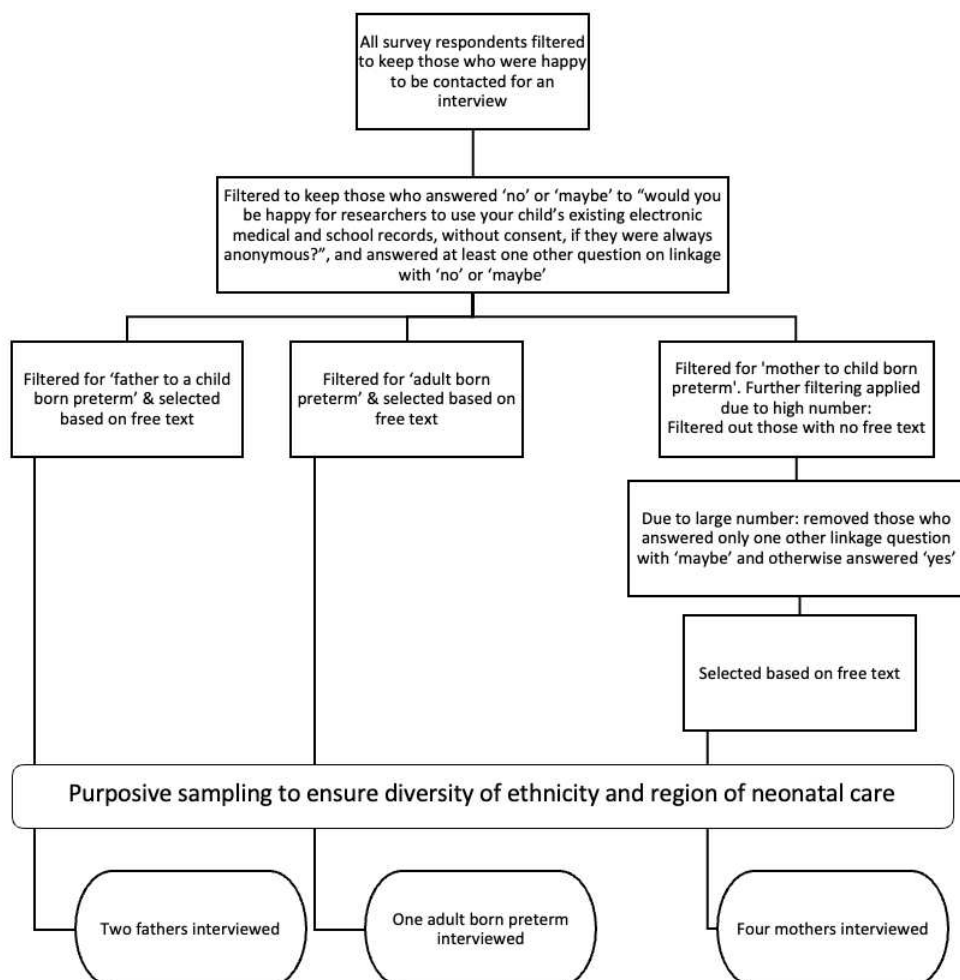 All survey respondents filtered
to keep those who were happy
to be contacted for an
interview
Filtered to keep those who answered ‘no’ or ‘maybe’ to “would you
be happy for researchers to use your child’s existing electronic
medical and school records, without consent, if they were always
anonymous?”, and answered at least one other question on linkage
with ‘no’ or ‘maybe’
Filtered for ‘father to a child
born preterm’ & selected
based on free text
Filtered for ‘adult born
preterm’ & selected based on
free text
Filtered for 'mother to child born
preterm'. Further filtering applied
due to high number:
Filtered out those with no free text
Due to large number: removed those who
answered only one other linkage question
with ‘maybe’ and otherwise answered ‘yes’
Selected based on free text
Purposive sampling to ensure diversity of ethnicity and region of neonatal care
Two fathers interviewed
One adult born preterm
interviewed
Four mothers interviewed